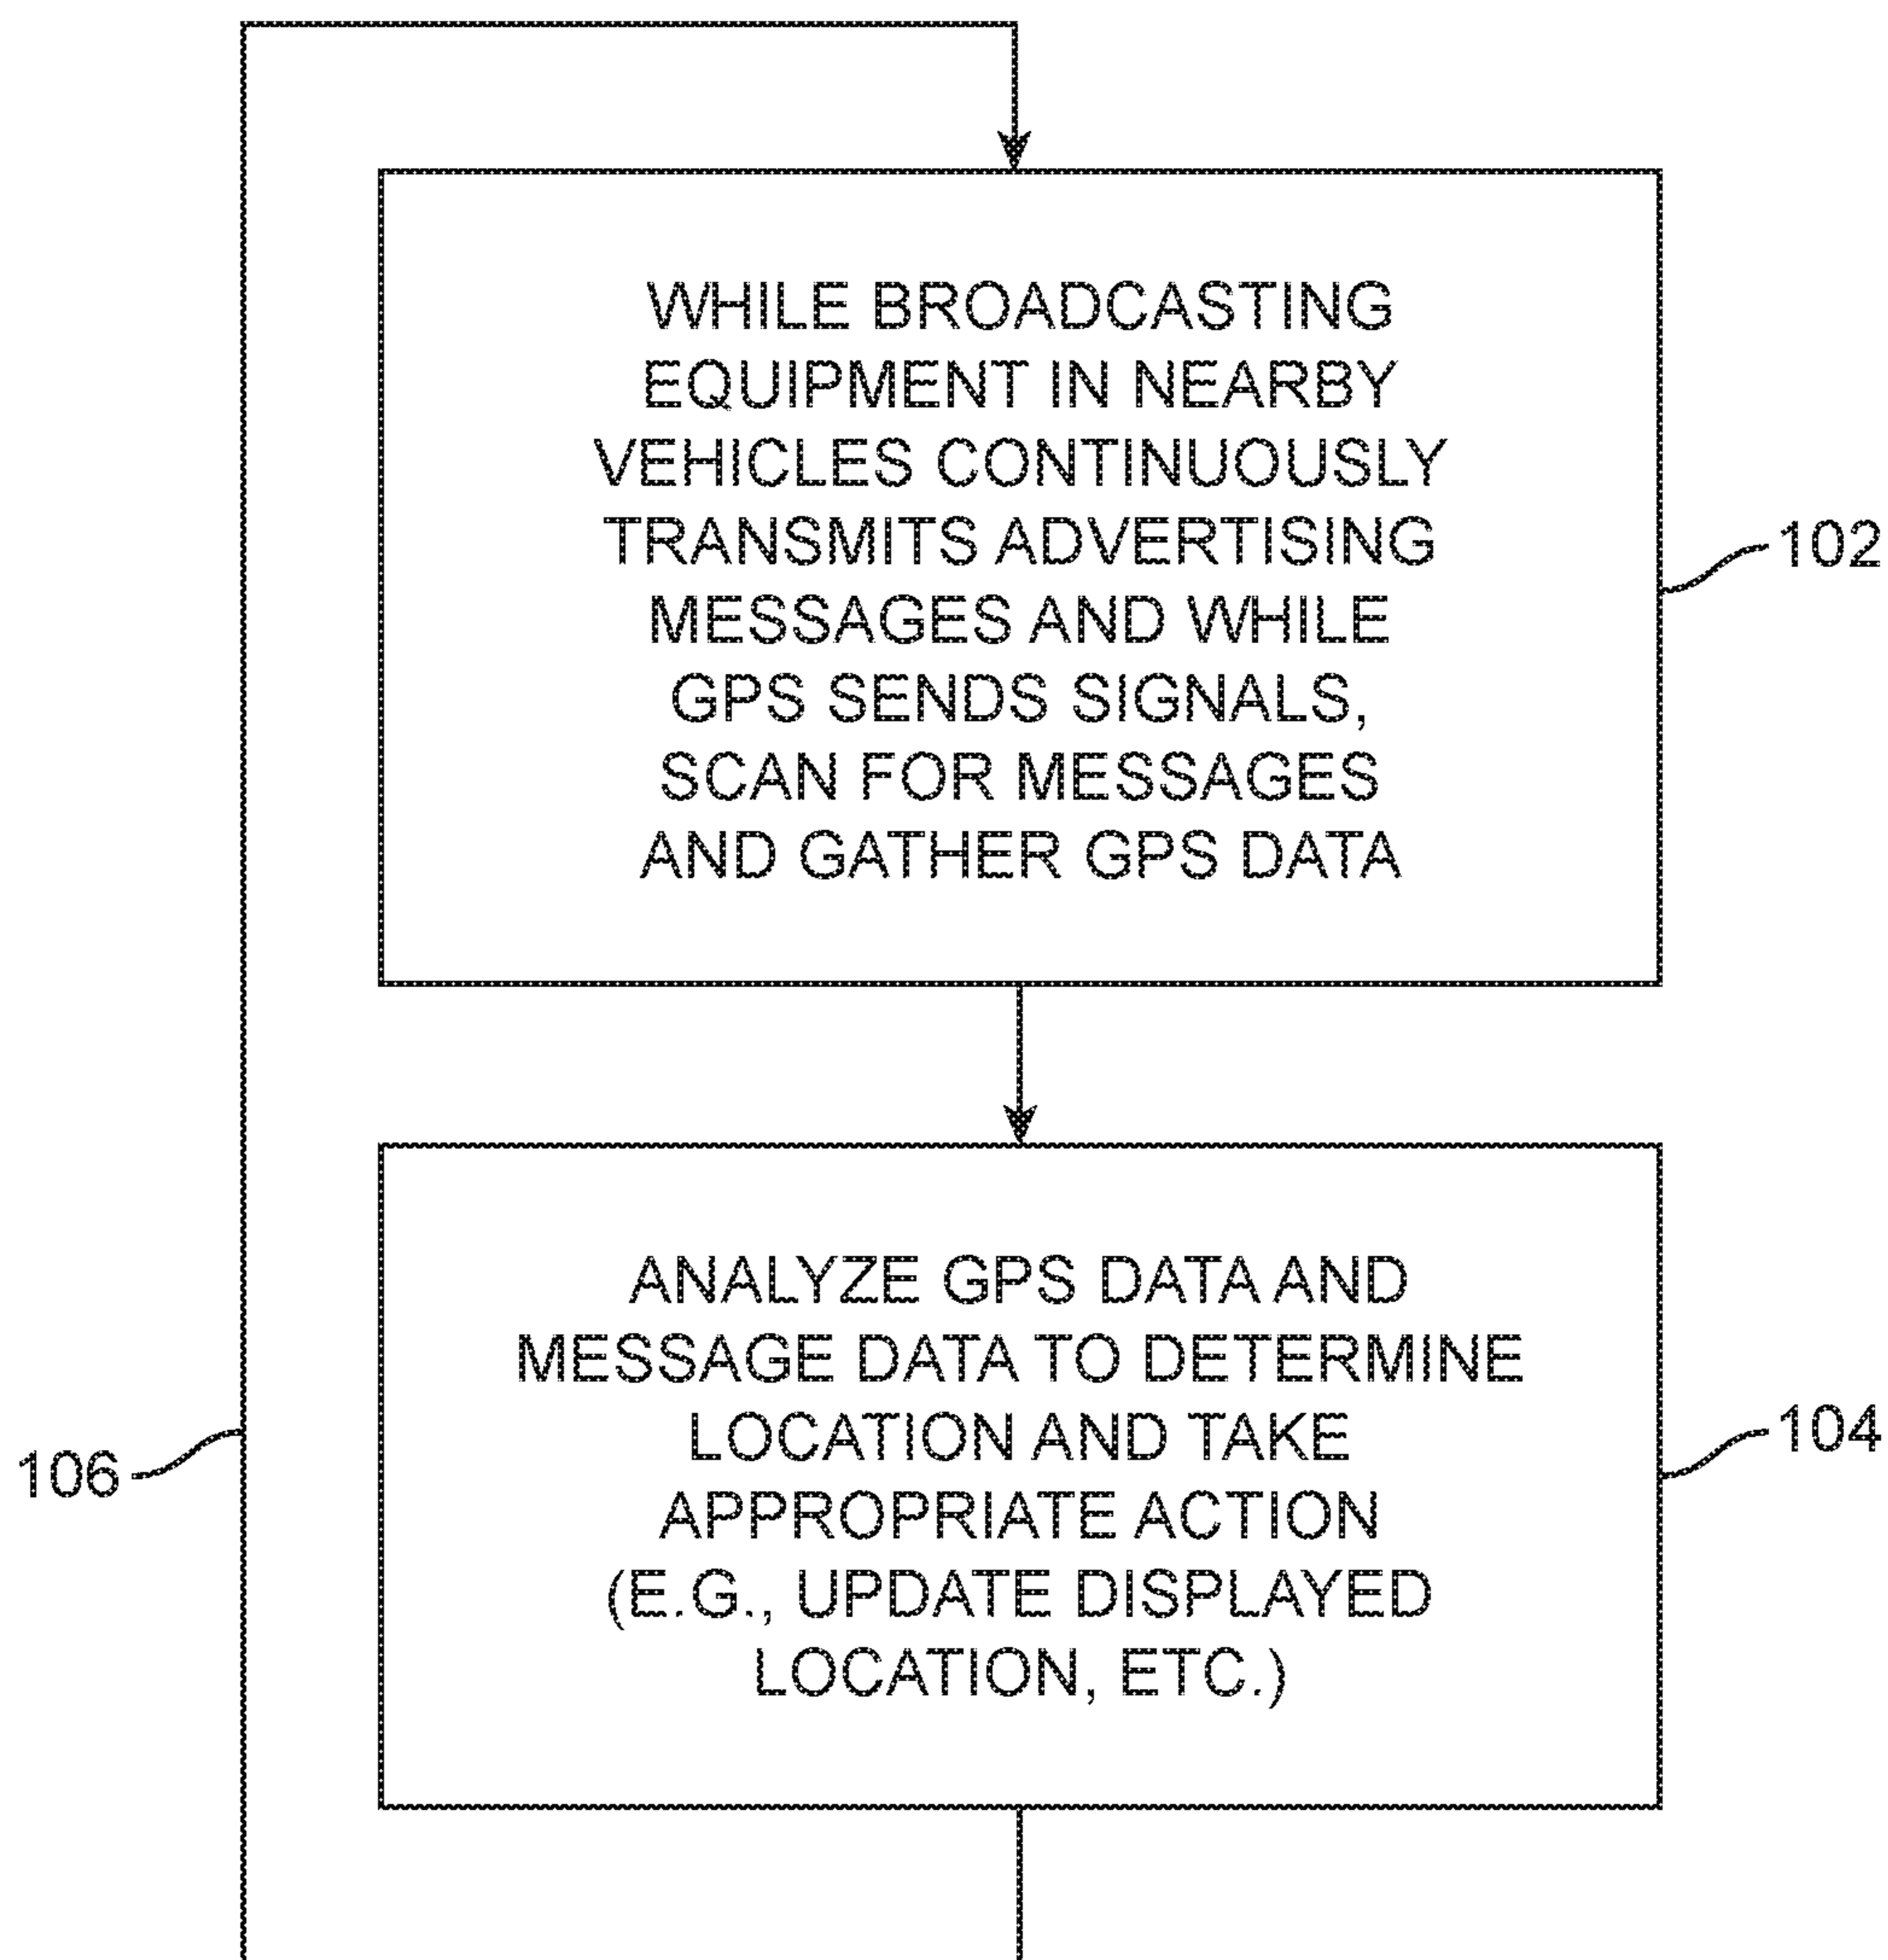 WHILE BROADCASTING
EQUIPMENT IN NEARBY
VEHICLES CONTINUOUSLY
TRANSMITS ADVERTISING
MESSAGES AND WHILE
GPS SENDS SIGNALS,
SCAN FOR MESSAGES
AND GATHER GPS DATA
102
ANALYZE GPS DATA AND
MESSAGE DATA TO DETERMINE
LOCATION AND TAKE
APPROPRIATE ACTION
(E.G., UPDATE DISPLAYED
LOCATION, ETC.)
104
106